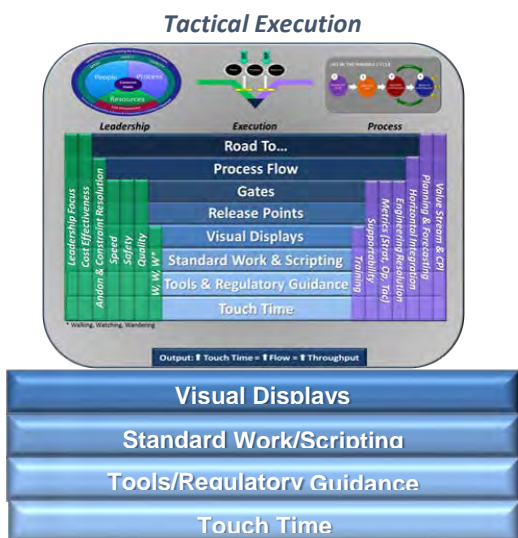 Tactical Execution
People
Process
Resources
Leadership
Execution
Process
Road To…
Process Flow
Gates
Release Points
Visual Displays
Standard Work & Scripting
Tools & Regulatory Guidance
Touch Time
Leadership Focus
Cost Effectiveness
Andon & Constraint Resolution
Speed
Safety
Quality
W, W, W*
Training
Supportability
Metrics (Strat, Op, Tac)
Engineering Resolution
Horizontal Integration
Planning & Forecasting
Value Stream & CPI
* Walking, Watching, Wandering
Output: ⬆ Touch Time = ⬆ Flow = ⬆ Throughput
Visual Displays
Standard Work/Scripting
Tools/Regulatory Guidance
Touch Time